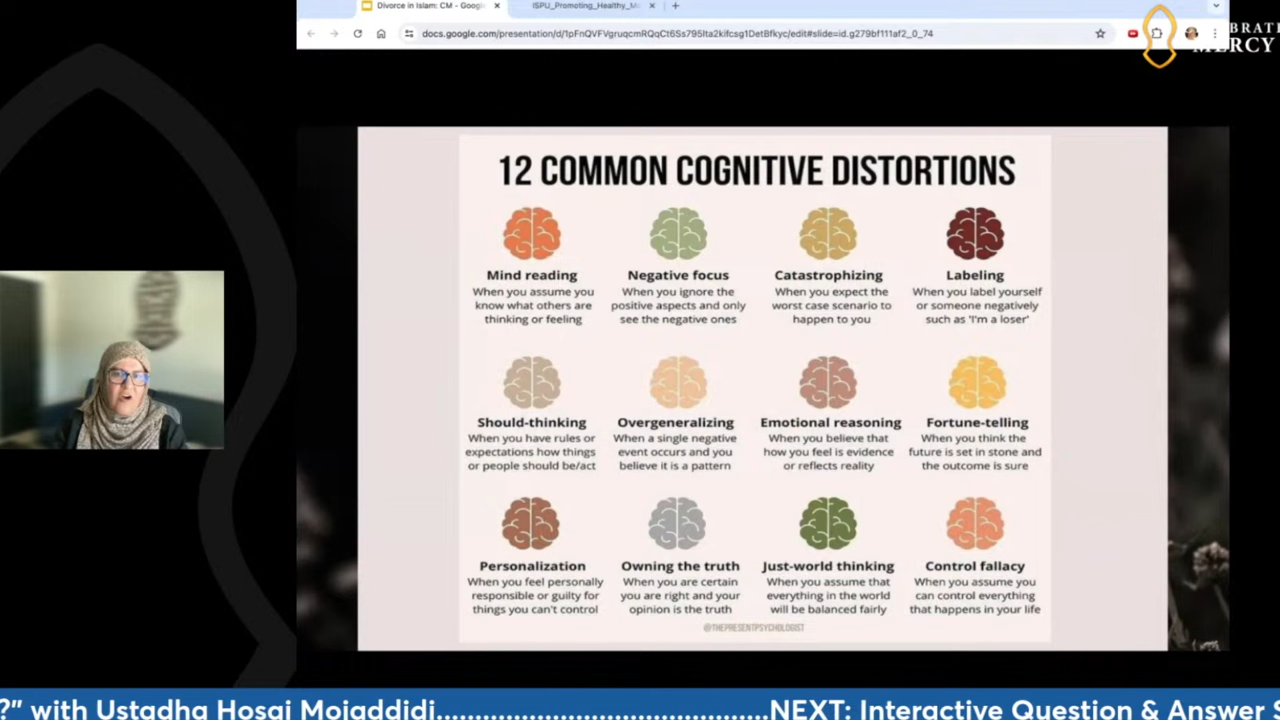 Divorce in Islam: CM - Googl
ISPU_Promoting_Healthy_M
docs.google.com/presentation/d/1pFnQVFVgruqcmRQqCt6Ss795lta2kifcsg1DetBfkyc/edit#slide=id.g279bf111af2_0_74
BRATE
MERCY
12 COMMON COGNITIVE DISTORTIONS
Mind reading
When you assume you
know what others are
thinking or feeling
Negative focus
When you ignore the
positive aspects and only
see the negative ones
Catastrophizing
When you expect the
worst case scenario to
happen to you
Labeling
When you label yourself
or someone negatively
such as 'I'm a loser'
Should-thinking
When you have rules or
expectations how things
or people should be/act
Overgeneralizing
When a single negative
event occurs and you
believe it is a pattern
Emotional reasoning
When you believe that
how you feel is evidence
or reflects reality
Fortune-telling
When you think the
future is set in stone and
the outcome is sure
Personalization
When you feel personally
responsible or guilty for
things you can't control
Owning the truth
When you are certain
you are right and your
opinion is the truth
Just-world thinking
When you assume that
everything in the world
will be balanced fairly
Control fallacy
When you assume you
can control everything
that happens in your life
@THEPRESENTPSYCHOLOGIST
?" with Ustadha Hosai Mojaddidi.......................................NEXT: Interactive Question & Answer S